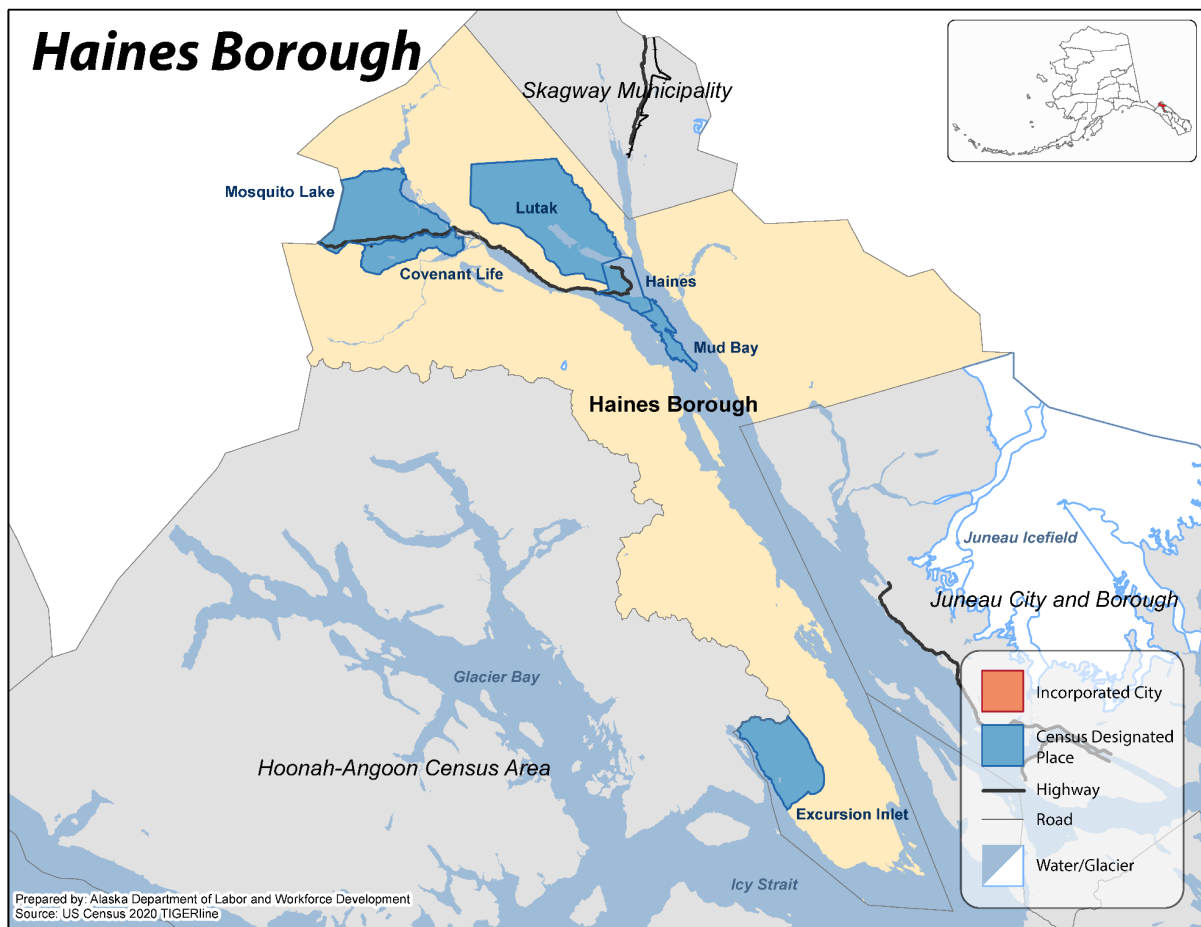 Haines Borough
Skagway Municipality
Mosquito Lake
Lutak
Covenant Life
Haines
Mud Bay
Haines Borough
Juneau Icefield
Juneau City and Borough
Glacier Bay
Hoonah-Angoon Census Area
Excursion Inlet
Icy Strait
Incorporated City
Census Designated
Place
Highway
Road
Water/Glacier
Prepared by: Alaska Department of Labor and Workforce Development
Source: US Census 2020 TIGERline